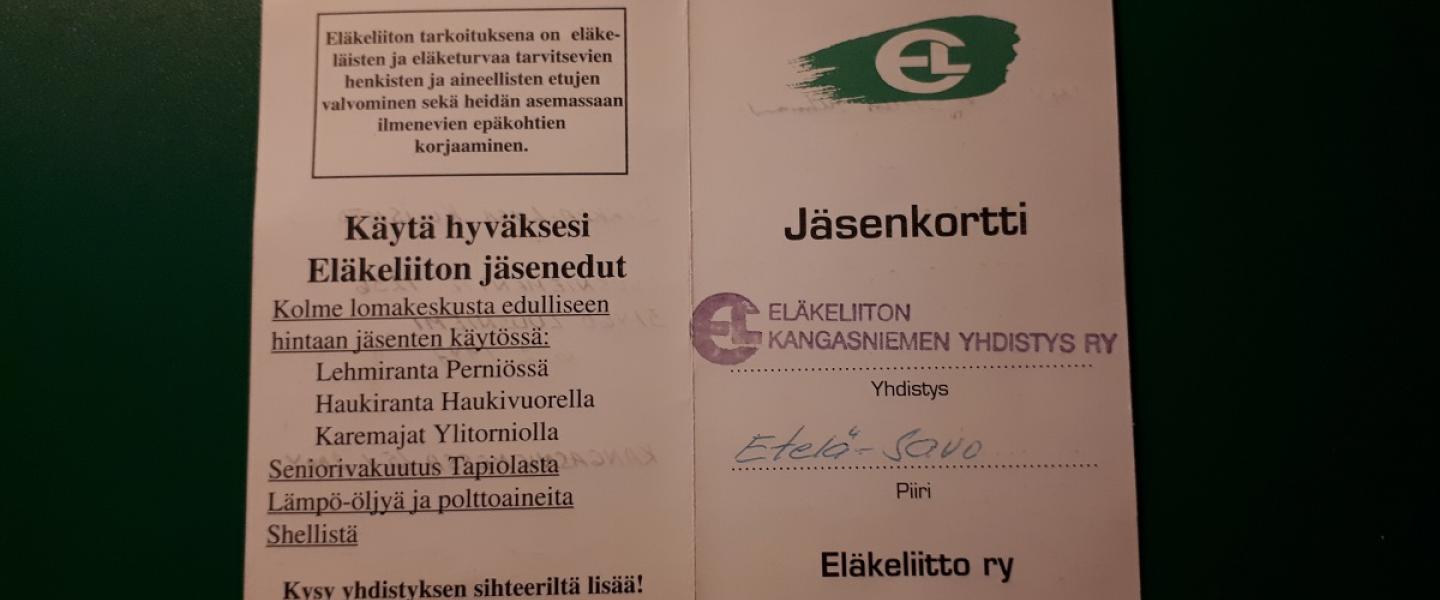 Eläkeliiton tarkoituksena on eläke-
läisten ja eläketurvaa tarvitsevien
henkisten ja aineellisten etujen
valvominen sekä heidän asemassaan
ilmenevien epäkohtien
korjaaminen.
Käytä hyväksesi
Eläkeliiton jäsenedut
Kolme lomakeskusta edulliseen
hintaan jäsenten käytössä:
Lehmiranta Perniössä
Haukiranta Haukivuorella
Karemajat Ylitorniolla
Seniorivakuutus Tapiolasta
Lämpö-öljyä ja polttoaineita
Shellistä
Kysy yhdistyksen sihteeriltä lisää!
EL
Jäsenkortti
EL ELÄKELIITON
KANGASNIEMEN YHDISTYS RY
Yhdistys
Etelä-Savo
Piiri
Eläkeliitto ry